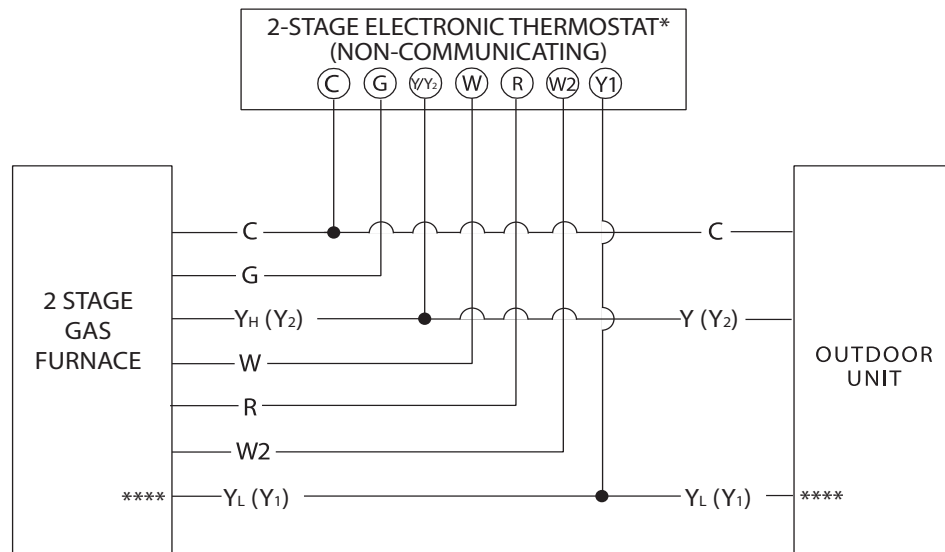 2-STAGE ELECTRONIC THERMOSTAT*
(NON-COMMUNICATING)
C G Y/Y2 W R W2 Y1
C C
G
2 STAGE
GAS
FURNACE
YH (Y2) Y (Y2)
W
OUTDOOR
UNIT
R
W2
**** YL (Y1) YL (Y1) ****